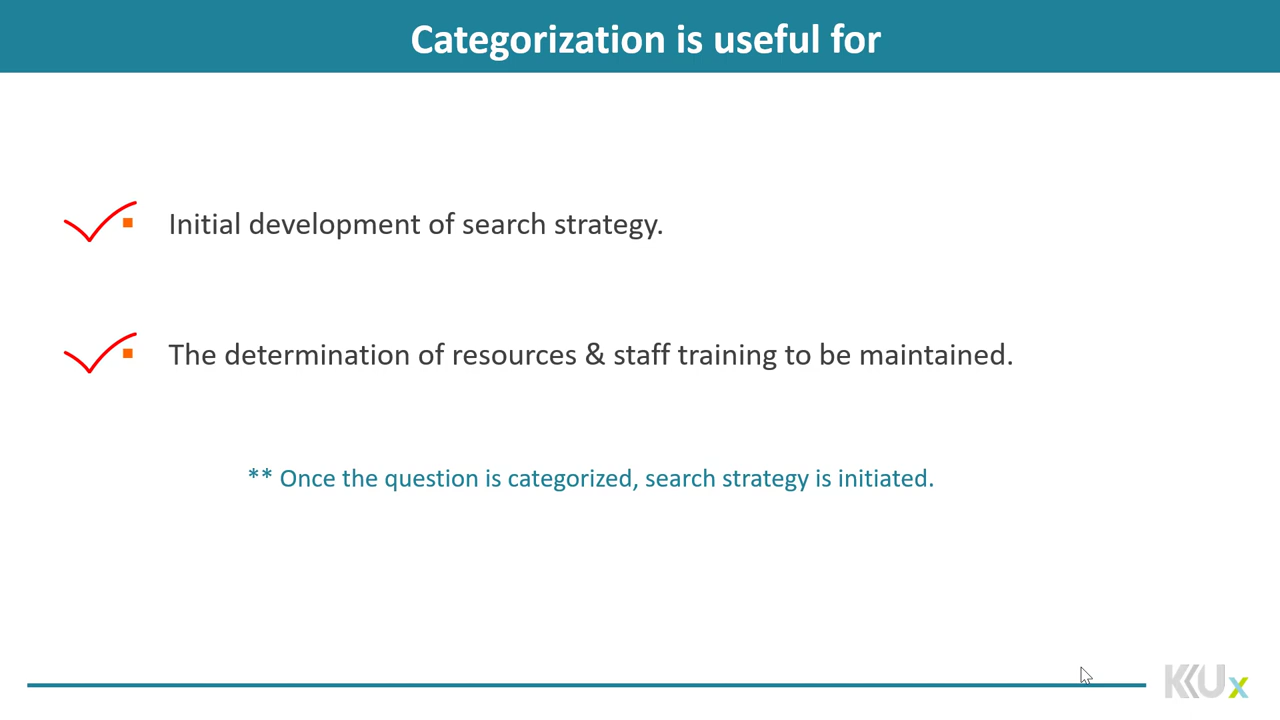 Categorization is useful for
Initial development of search strategy.
The determination of resources & staff training to be maintained.
** Once the question is categorized, search strategy is initiated.
KKUx